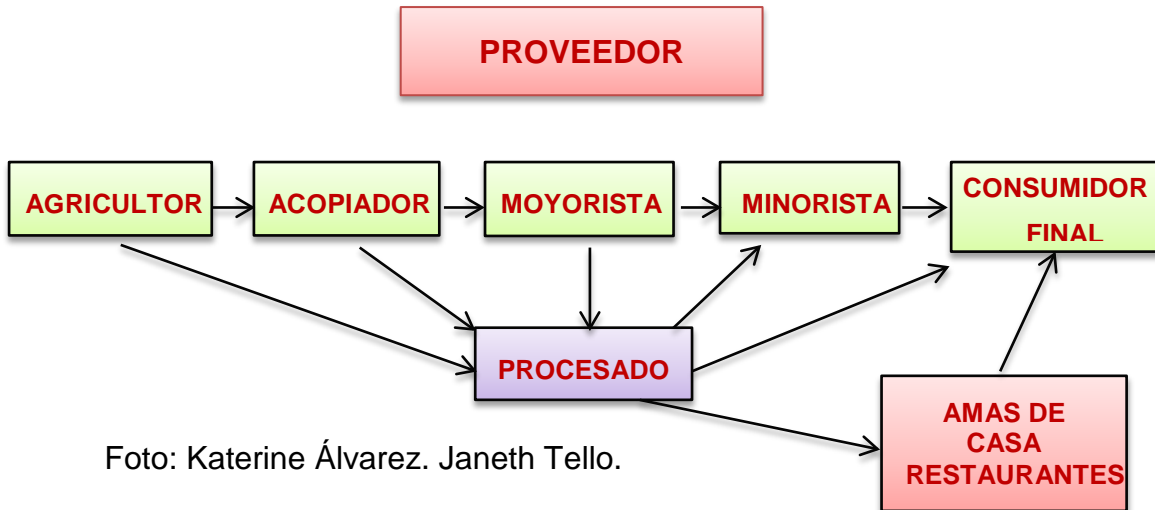 PROVEEDOR
AGRICULTOR
ACOPIADOR
MOYORISTA
MINORISTA
CONSUMIDOR
FINAL
PROCESADO
AMAS DE
CASA
RESTAURANTES
Foto: Katerine Álvarez. Janeth Tello.